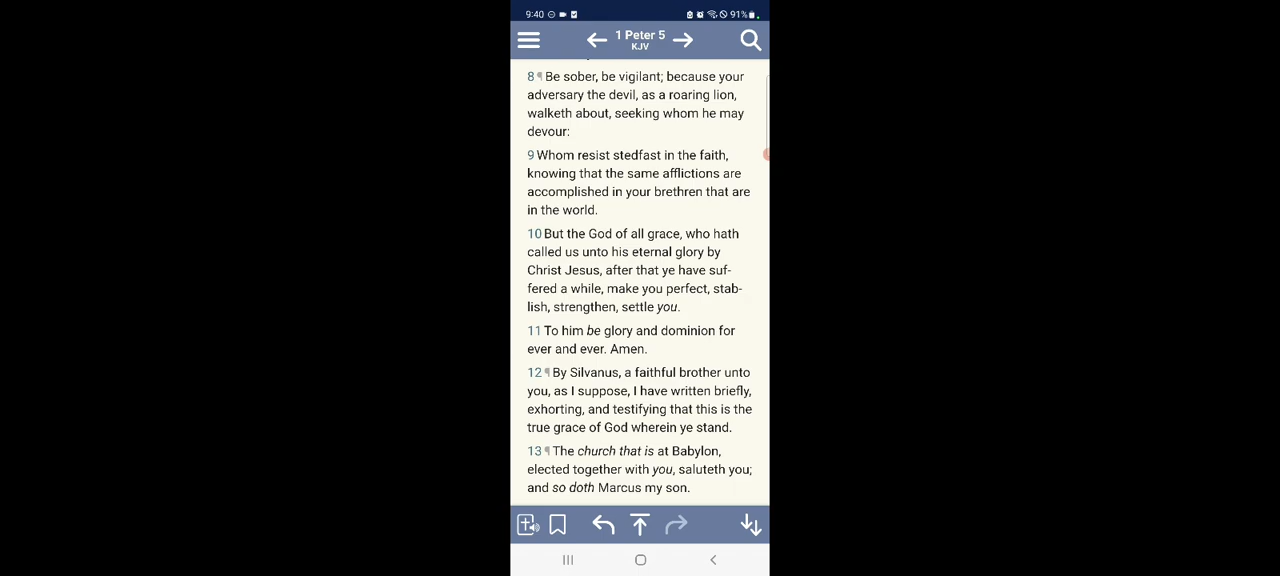 9:40
91%
1 Peter 5
KJV
8 ¶ Be sober, be vigilant; because your
adversary the devil, as a roaring lion,
walketh about, seeking whom he may
devour:
9 Whom resist stedfast in the faith,
knowing that the same afflictions are
accomplished in your brethren that are
in the world.
10 But the God of all grace, who hath
called us unto his eternal glory by
Christ Jesus, after that ye have suf-
fered a while, make you perfect, stab-
lish, strengthen, settle you.
11 To him be glory and dominion for
ever and ever. Amen.
12 ¶ By Silvanus, a faithful brother unto
you, as I suppose, I have written briefly,
exhorting, and testifying that this is the
true grace of God wherein ye stand.
13 ¶ The church that is at Babylon,
elected together with you, saluteth you;
and so doth Marcus my son.